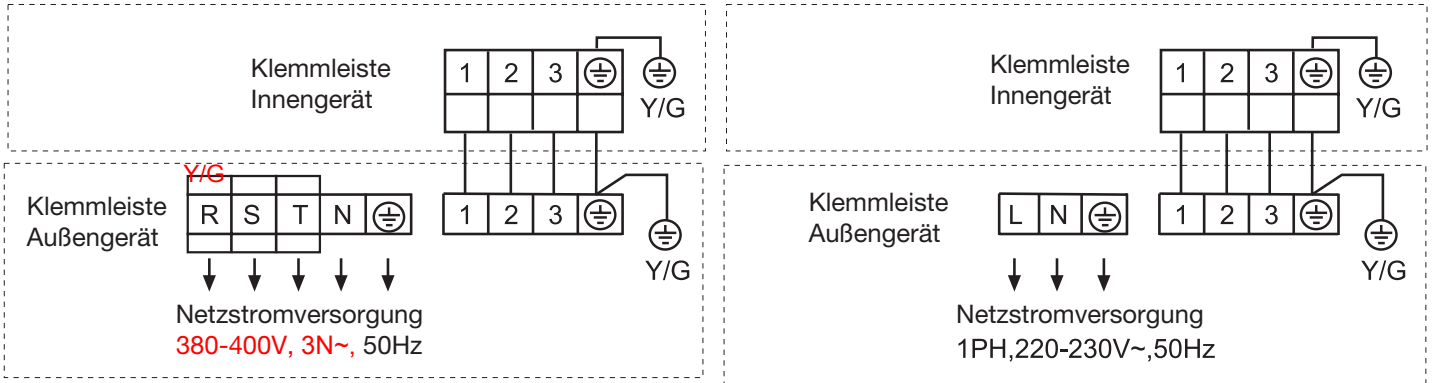 Klemmleiste
Innengerät
1 2 3
Y/G
Y/G
Klemmleiste
Außengerät
R S T N
1 2 3
Y/G
Netzstromversorgung
380-400V, 3N~, 50Hz
Klemmleiste
Innengerät
1 2 3
Y/G
Klemmleiste
Außengerät
L N
1 2 3
Y/G
Netzstromversorgung
1PH,220-230V~,50Hz